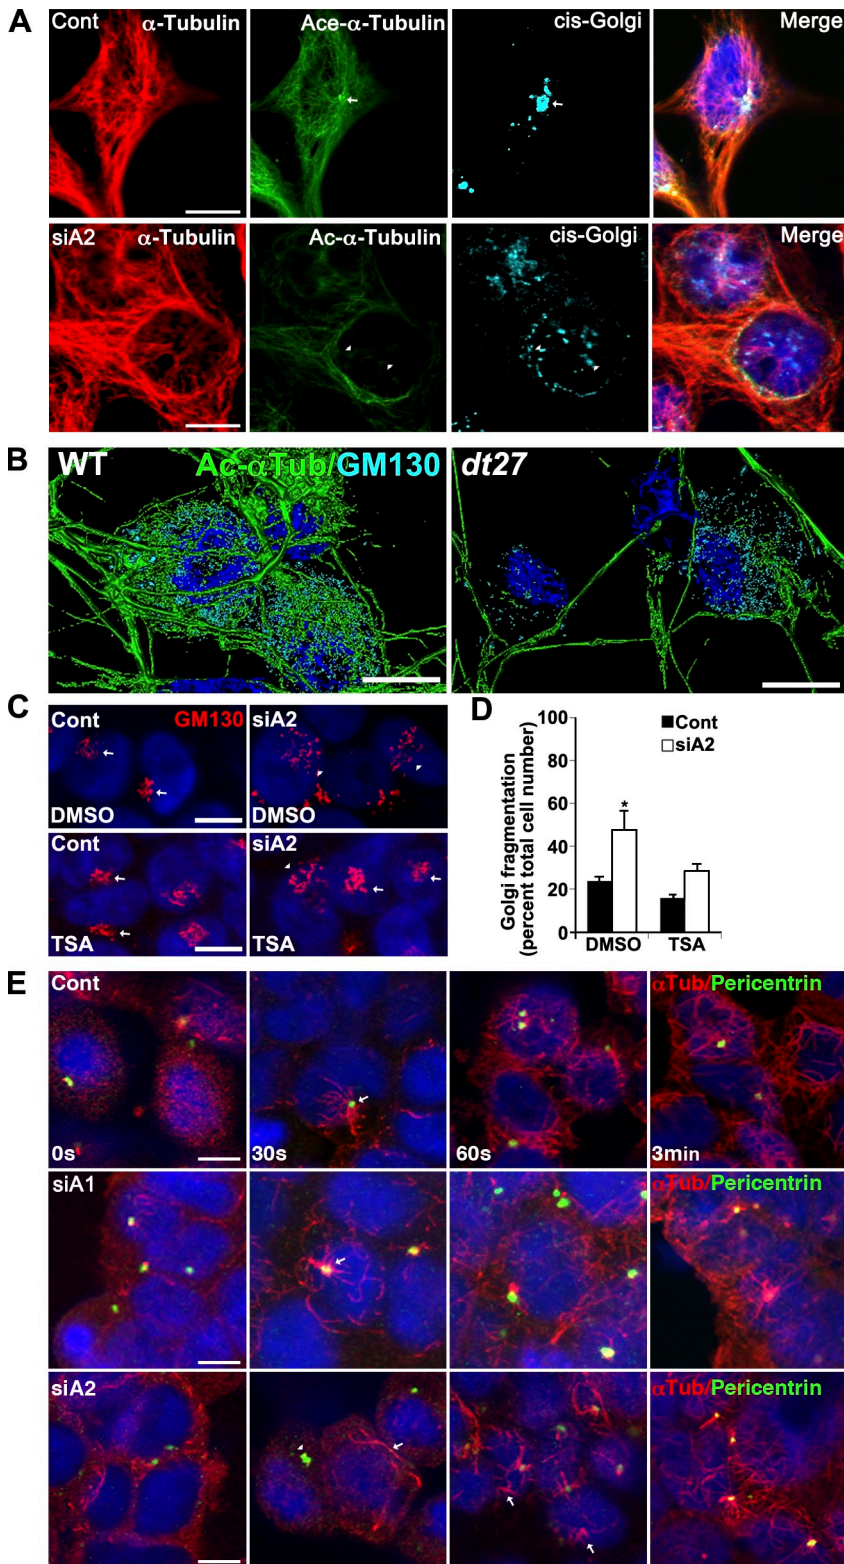 A
Cont α-Tubulin Ace-α-Tubulin cis-Golgi Merge
siA2 α-Tubulin Ac-α-Tubulin cis-Golgi Merge
B
WT Ac-αTub/GM130 dt27
C
Cont GM130 siA2
DMSO DMSO
Cont siA2
TSA TSA
D
Golgi fragmentation
(percent total cell number)
100
80
60
40
20
0
Cont
siA2
*
DMSO TSA
E
Cont αTub/Pericentrin
0s 30s 60s 3min
siA1 αTub/Pericentrin
siA2 αTub/Pericentrin